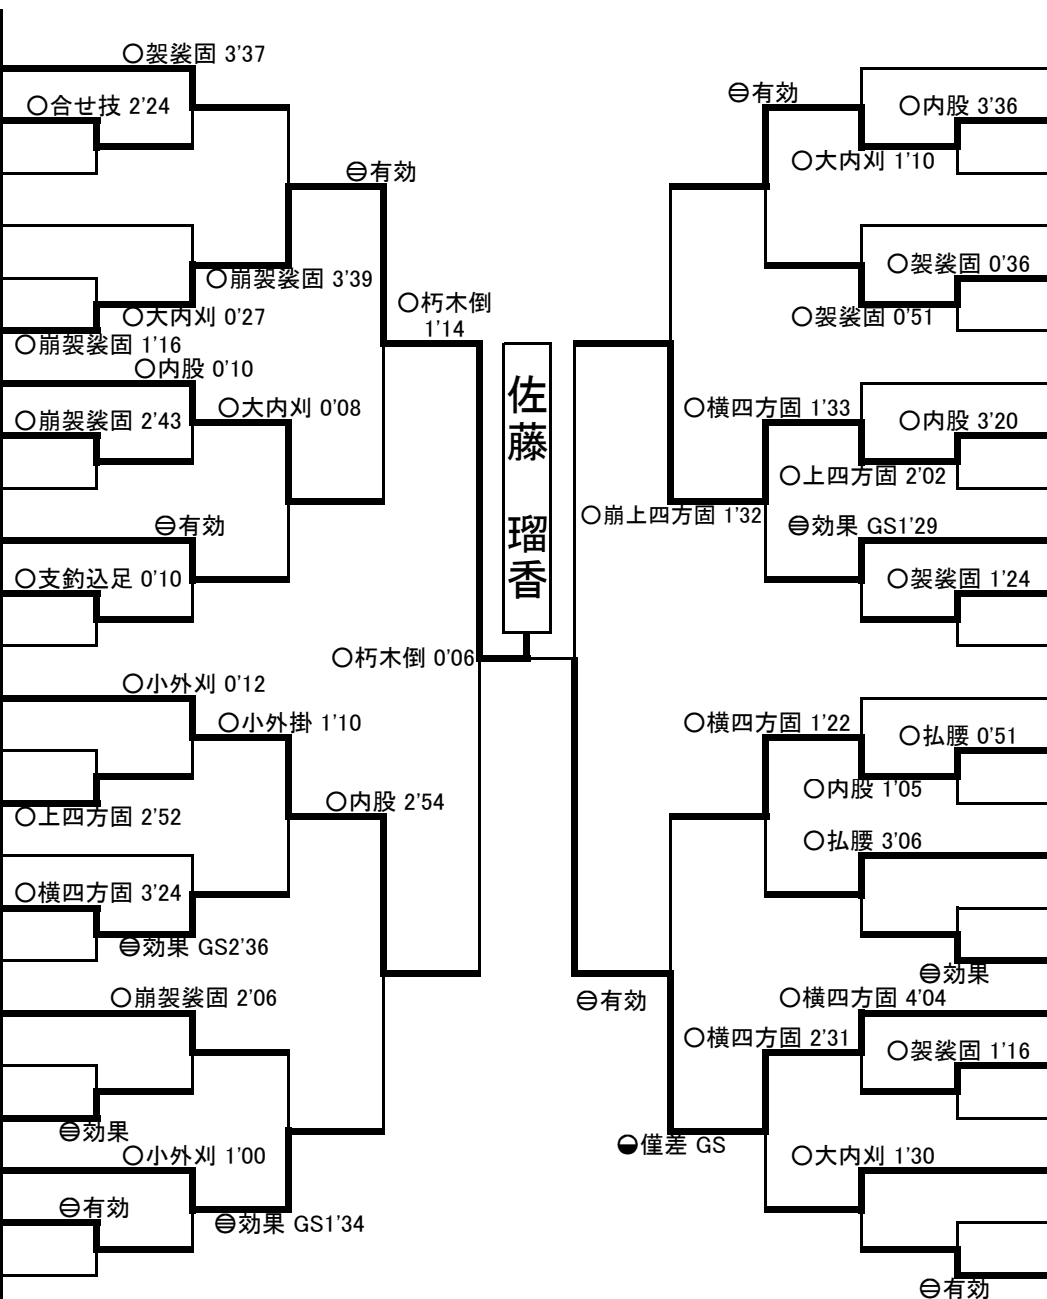 ○袈裟固 3'37
○合せ技 2'24
㊀有効
○崩袈裟固 3'39
○大内刈 0'27
○崩袈裟固 1'16
○内股 0'10
○崩袈裟固 2'43
○大内刈 0'08
○朽木倒
1'14
㊀有効
○支釣込足 0'10
○朽木倒 0'06
○小外刈 0'12
○小外掛 1'10
○上四方固 2'52
○内股 2'54
○横四方固 3'24
㊂効果 GS2'36
○崩袈裟固 2'06
㊂効果
○小外刈 1'00
㊀有効
㊂効果 GS1'34
佐藤 瑠香
㊀有効
○内股 3'36
○大内刈 1'10
○袈裟固 0'36
○袈裟固 0'51
○横四方固 1'33
○内股 3'20
○上四方固 2'02
○崩上四方固 1'32
㊂効果 GS1'29
○袈裟固 1'24
○横四方固 1'22
○払腰 0'51
○内股 1'05
○払腰 3'06
㊂効果
㊀有効
○横四方固 4'04
○横四方固 2'31
○袈裟固 1'16
◒僅差 GS
○大内刈 1'30
㊀有効